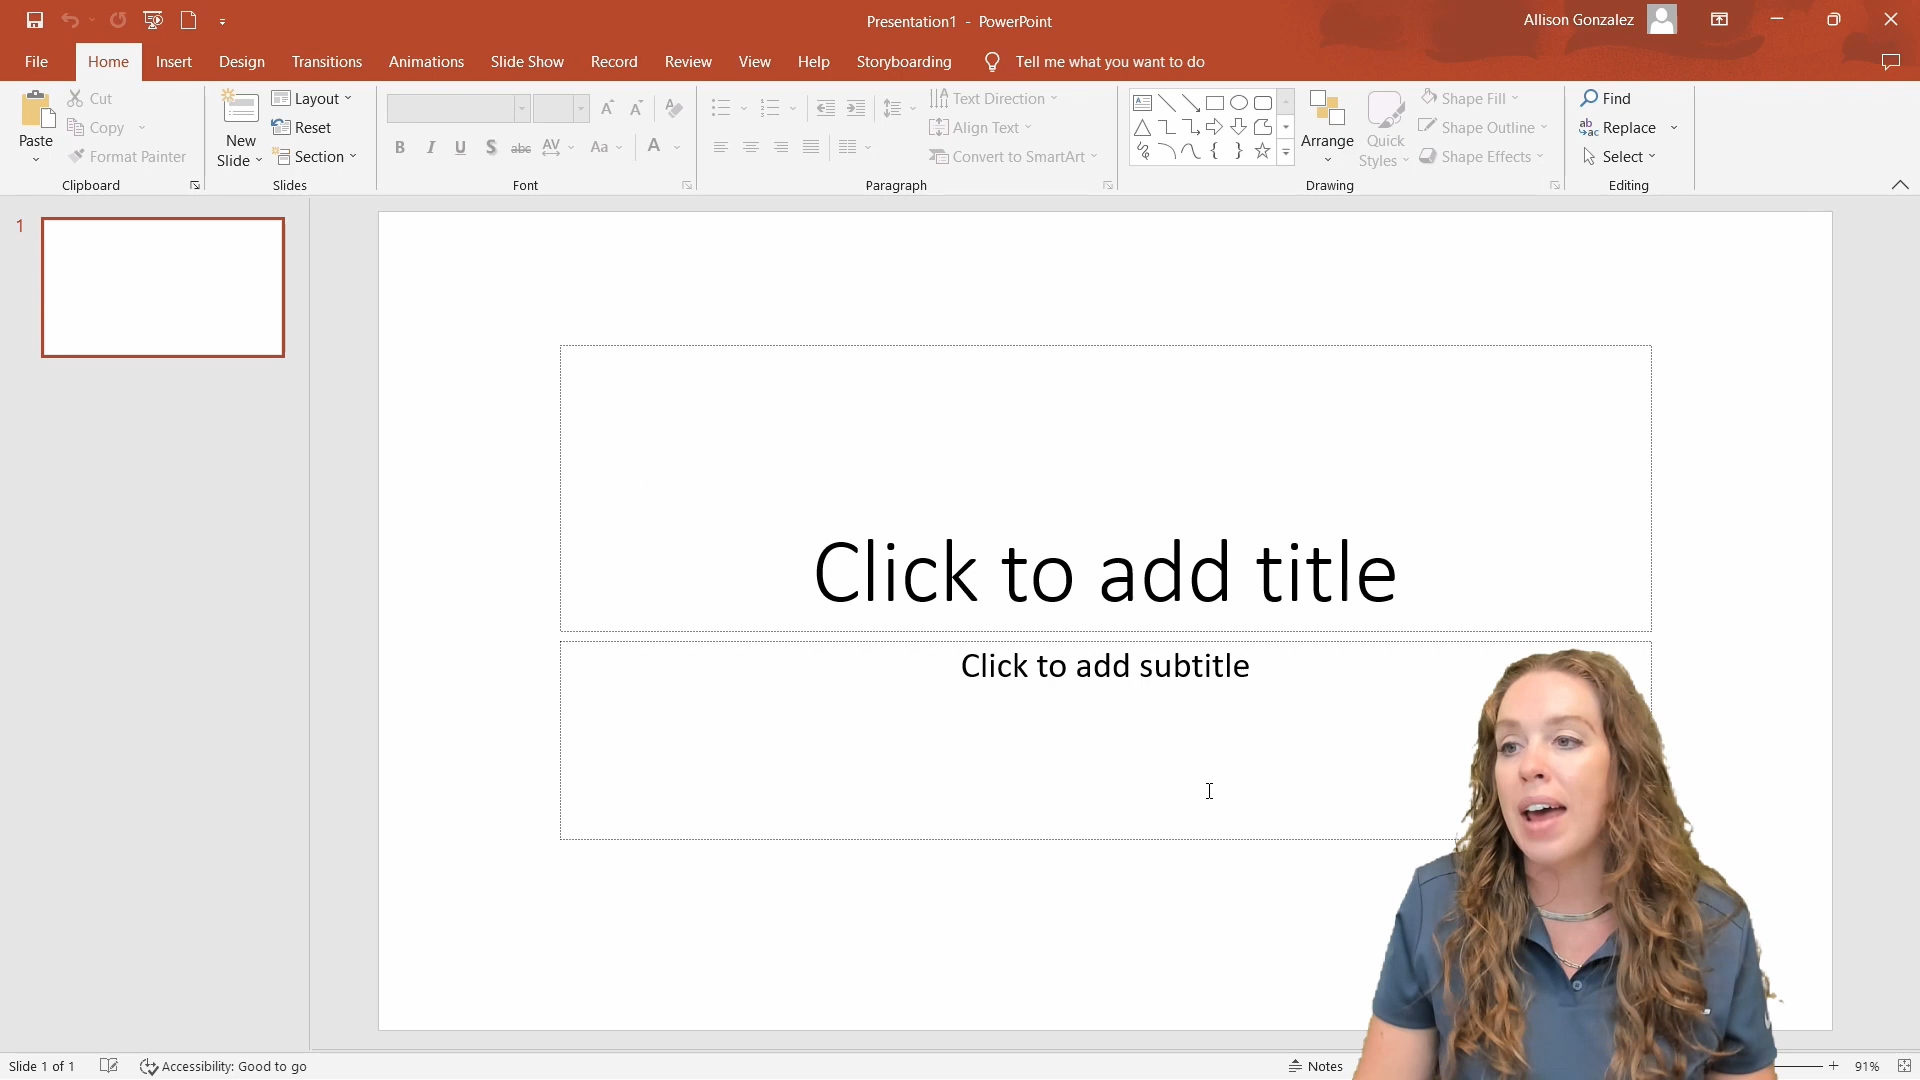 Presentation1 - PowerPoint
Allison Gonzalez
File Home Insert Design Transitions Animations Slide Show Record Review View Help Storyboarding Tell me what you want to do
Paste
Cut
Copy
Format Painter
Clipboard
New
Slide
Layout
Reset
Section
Slides
B I U S abc AV Aa A
Font
Text Direction
Align Text
Convert to SmartArt
Paragraph
Arrange
Quick
Styles
Shape Fill
Shape Outline
Shape Effects
Drawing
Find
Replace
Select
Editing
1
Click to add title
Click to add subtitle
Slide 1 of 1
Accessibility: Good to go
Notes
91%